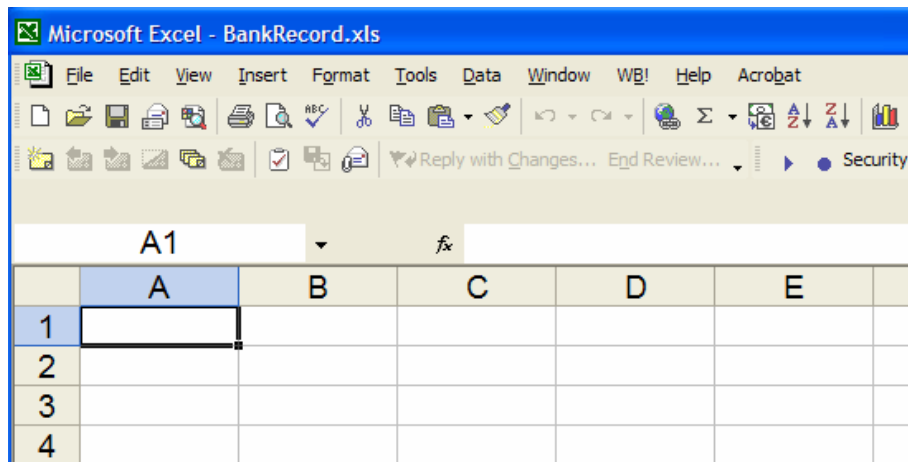 Microsoft Excel - BankRecord.xls
File Edit View Insert Format Tools Data Window WB! Help Acrobat
ABC Σ A Z Z A
Reply with Changes... End Review... Security
A1 fx
A B C D E
1
2
3
4